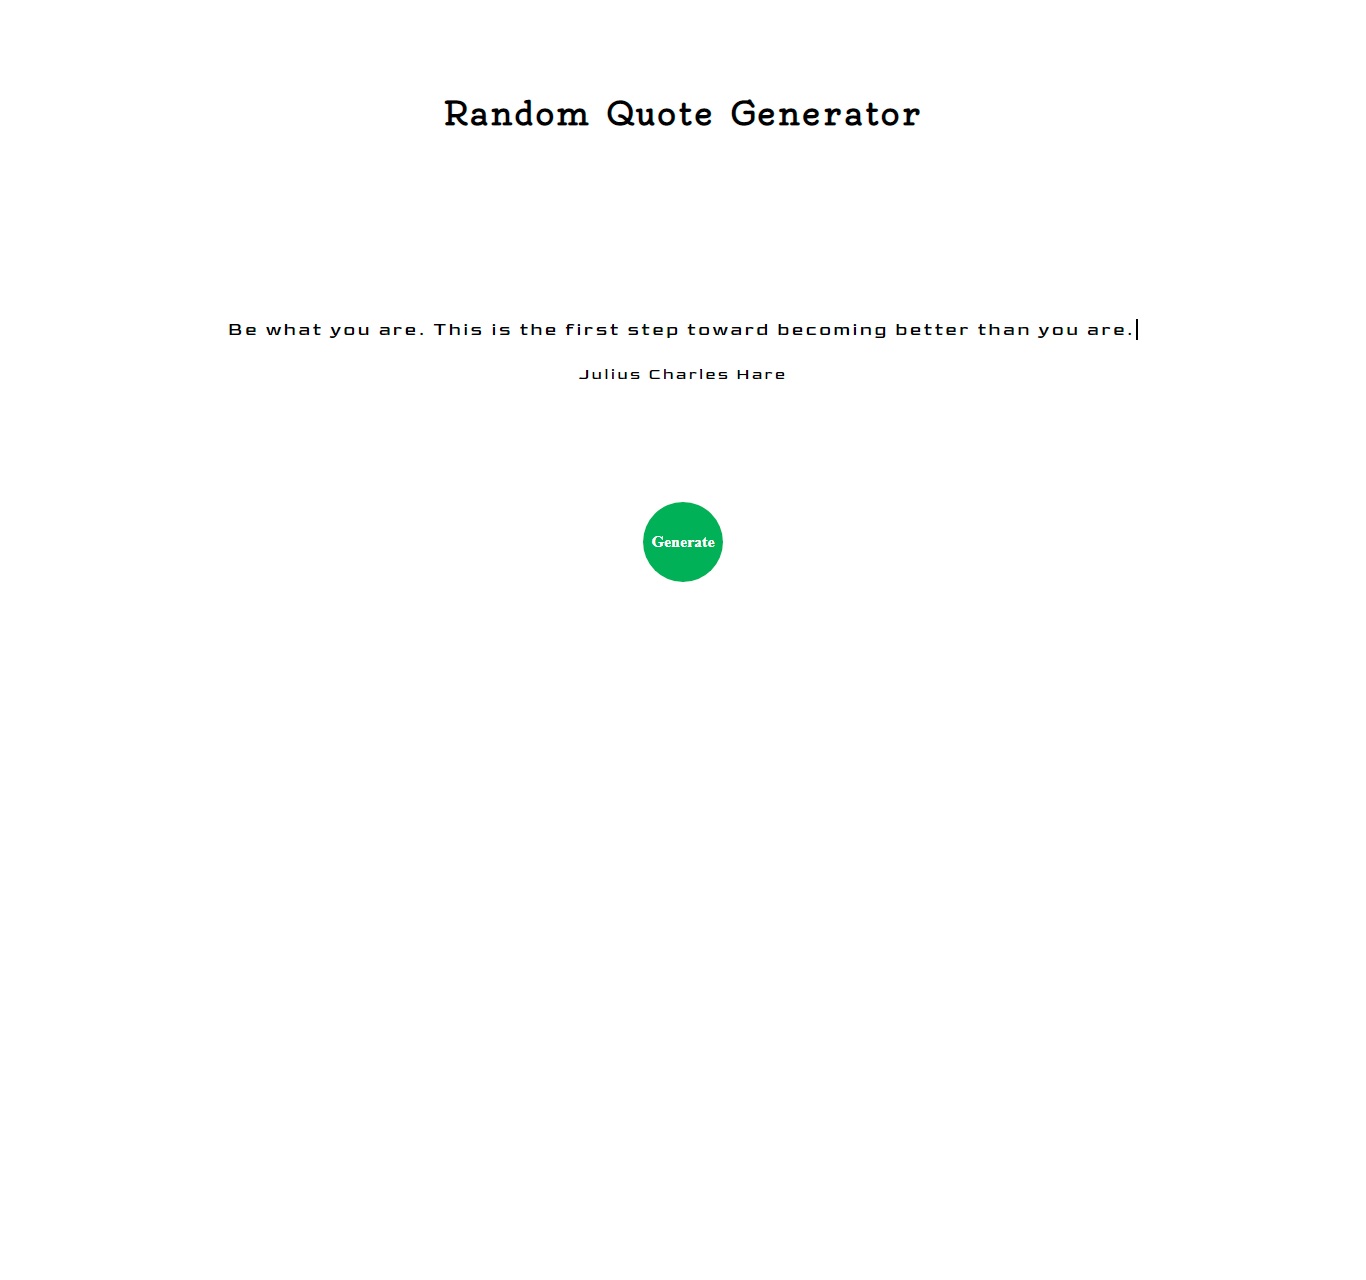 Random Quote Generator
Be what you are. This is the first step toward becoming better than you are.
Julius Charles Hare
Generate